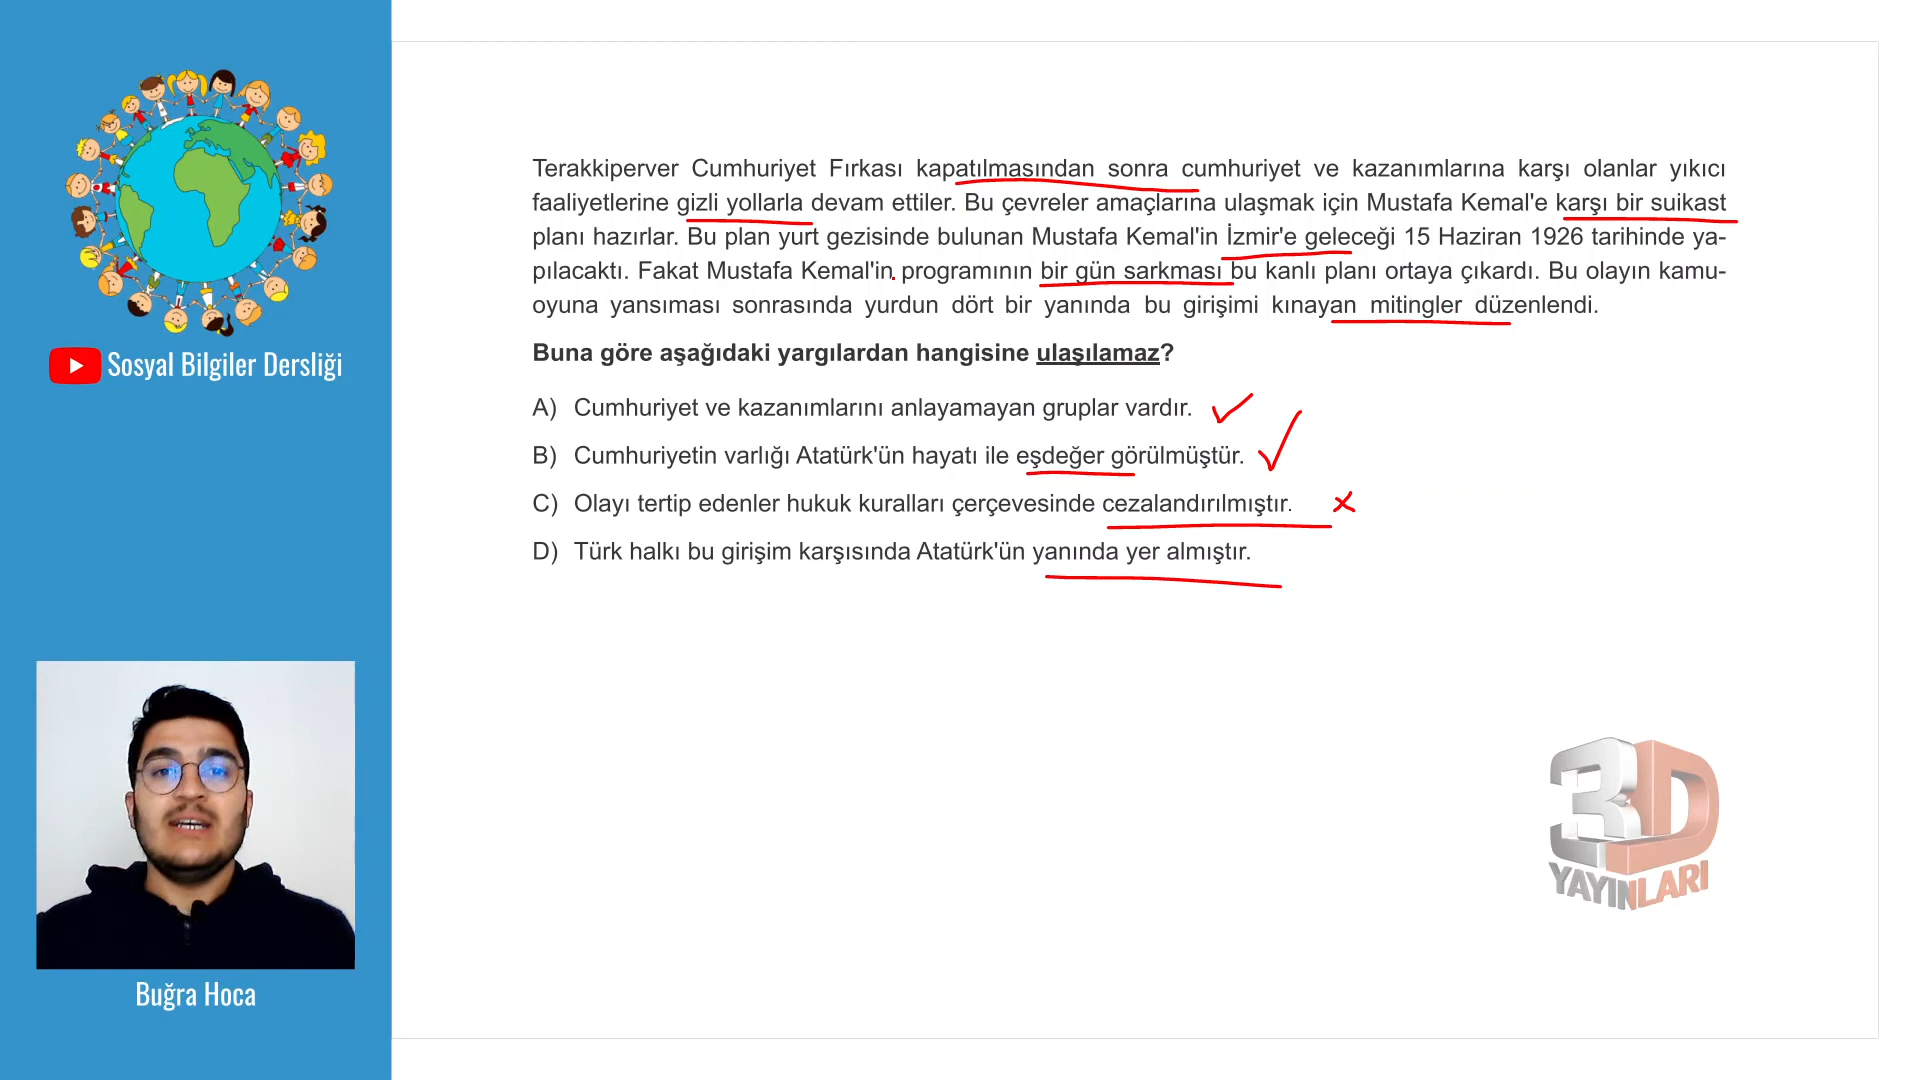 Terakkiperver Cumhuriyet Fırkası kapatılmasından sonra cumhuriyet ve kazanımlarına karşı olanlar yıkıcı
faaliyetlerine gizli yollarla devam ettiler. Bu çevreler amaçlarına ulaşmak için Mustafa Kemal'e karşı bir suikast
planı hazırlar. Bu plan yurt gezisinde bulunan Mustafa Kemal'in İzmir'e geleceği 15 Haziran 1926 tarihinde ya-
pılacaktı. Fakat Mustafa Kemal'in programının bir gün sarkması bu kanlı planı ortaya çıkardı. Bu olayın kamu-
oyuna yansıması sonrasında yurdun dört bir yanında bu girişimi kınayan mitingler düzenlendi.
Buna göre aşağıdaki yargılardan hangisine ulaşılamaz?
A) Cumhuriyet ve kazanımlarını anlayamayan gruplar vardır.
B) Cumhuriyetin varlığı Atatürk'ün hayatı ile eşdeğer görülmüştür.
C) Olayı tertip edenler hukuk kuralları çerçevesinde cezalandırılmıştır.
D) Türk halkı bu girişim karşısında Atatürk'ün yanında yer almıştır.
Sosyal Bilgiler Dersliği
Buğra Hoca
3D
YAYINLARI